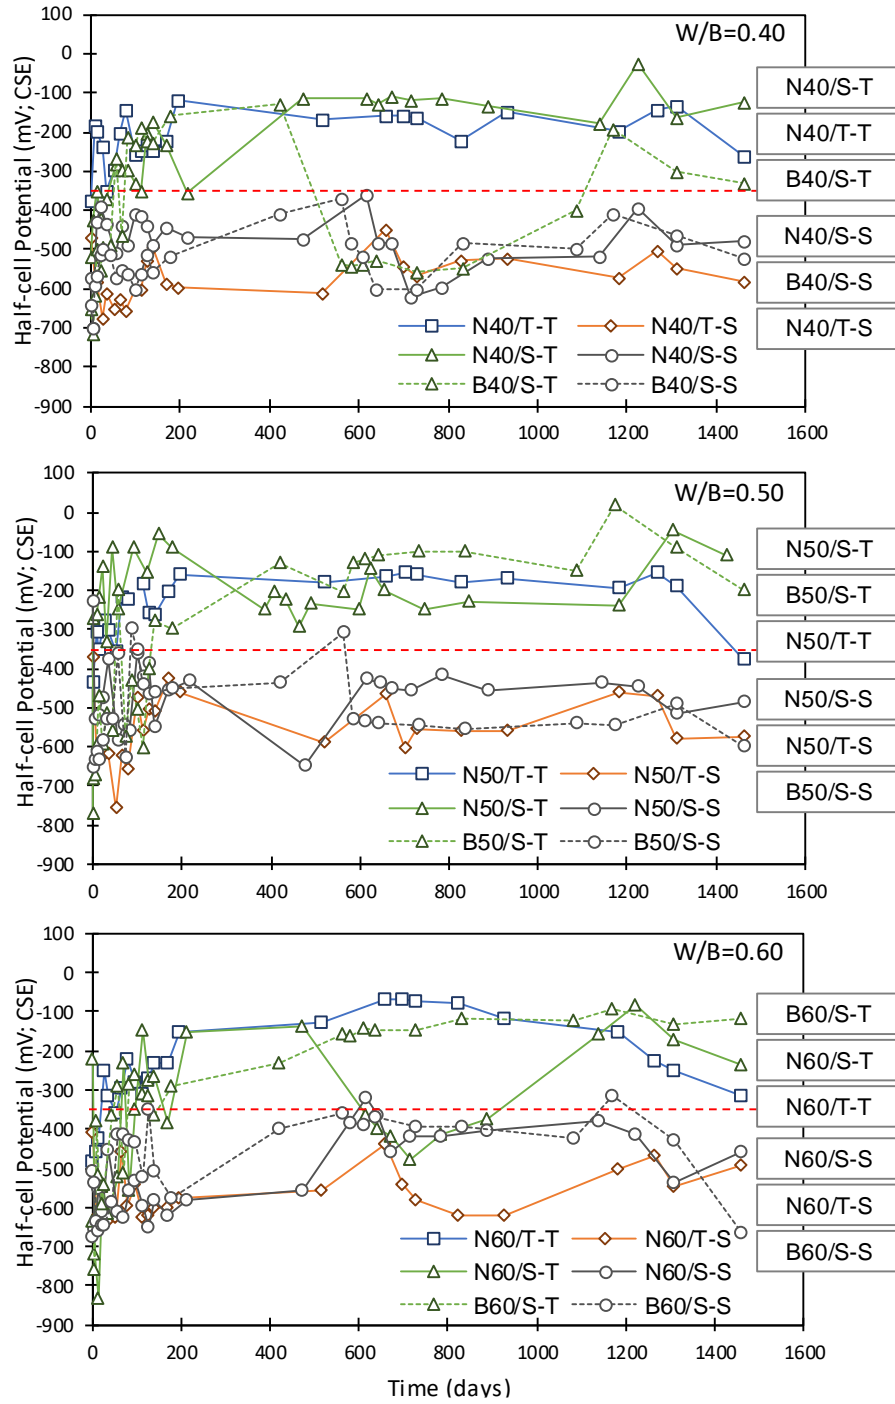 W/B=0.40
100
0
-100
-200
-300
-400
-500
-600
-700
-800
-900
Half-cell Potential (mV; CSE)
N40/T-T
N40/T-S
N40/S-T
N40/S-S
B40/S-T
B40/S-S
0
200
400
600
800
1000
1200
1400
1600
N40/S-T
N40/T-T
B40/S-T
N40/S-S
B40/S-S
N40/T-S
W/B=0.50
100
0
-100
-200
-300
-400
-500
-600
-700
-800
-900
Half-cell Potential (mV; CSE)
N50/T-T
N50/T-S
N50/S-T
N50/S-S
B50/S-T
B50/S-S
0
200
400
600
800
1000
1200
1400
1600
N50/S-T
B50/S-T
N50/T-T
N50/S-S
N50/T-S
B50/S-S
W/B=0.60
100
0
-100
-200
-300
-400
-500
-600
-700
-800
-900
Half-cell Potential (mV; CSE)
N60/T-T
N60/T-S
N60/S-T
N60/S-S
B60/S-T
B60/S-S
0
200
400
600
800
1000
1200
1400
1600
B60/S-T
N60/S-T
N60/T-T
N60/S-S
N60/T-S
B60/S-S
Time (days)